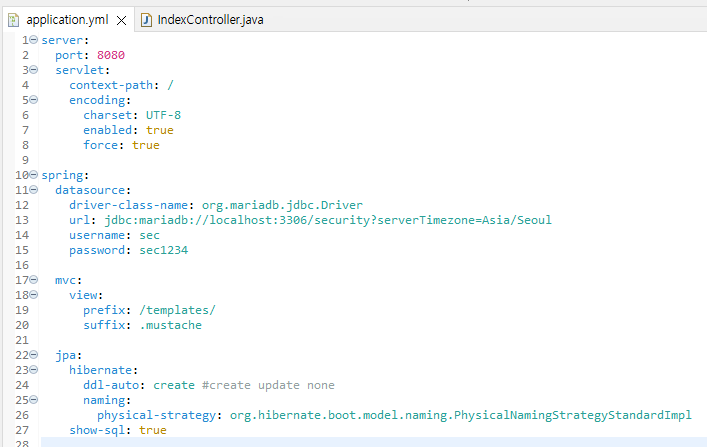 application.yml
IndexController.java
1 server:
2   port: 8080
3   servlet:
4     context-path: /
5     encoding:
6       charset: UTF-8
7       enabled: true
8       force: true
9
10 spring:
11   datasource:
12     driver-class-name: org.mariadb.jdbc.Driver
13     url: jdbc:mariadb://localhost:3306/security?serverTimezone=Asia/Seoul
14     username: sec
15     password: sec1234
16
17   mvc:
18     view:
19       prefix: /templates/
20       suffix: .mustache
21
22   jpa:
23     hibernate:
24       ddl-auto: create #create update none
25       naming:
26         physical-strategy: org.hibernate.boot.model.naming.PhysicalNamingStrategyStandardImpl
27     show-sql: true
28